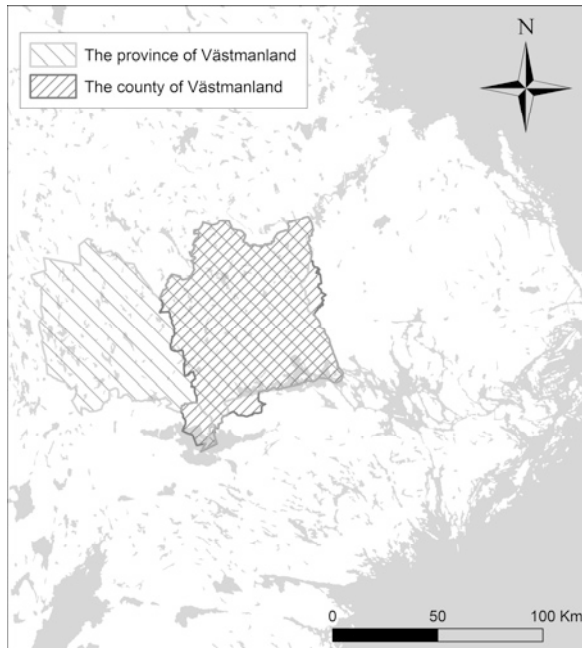 The province of Västmanland
The county of Västmanland
N
0 50 100 Km